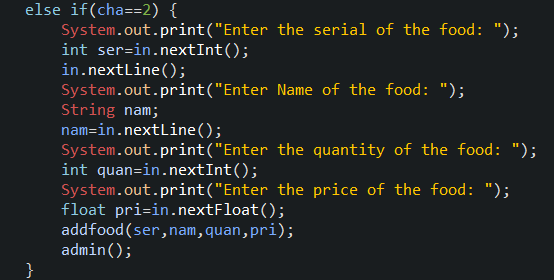 else if(cha==2) {
System.out.print("Enter the serial of the food: ");
int ser=in.nextInt();
in.nextLine();
System.out.print("Enter Name of the food: ");
String nam;
nam=in.nextLine();
System.out.print("Enter the quantity of the food: ");
int quan=in.nextInt();
System.out.print("Enter the price of the food: ");
float pri=in.nextFloat();
addfood(ser,nam,quan,pri);
admin();
}